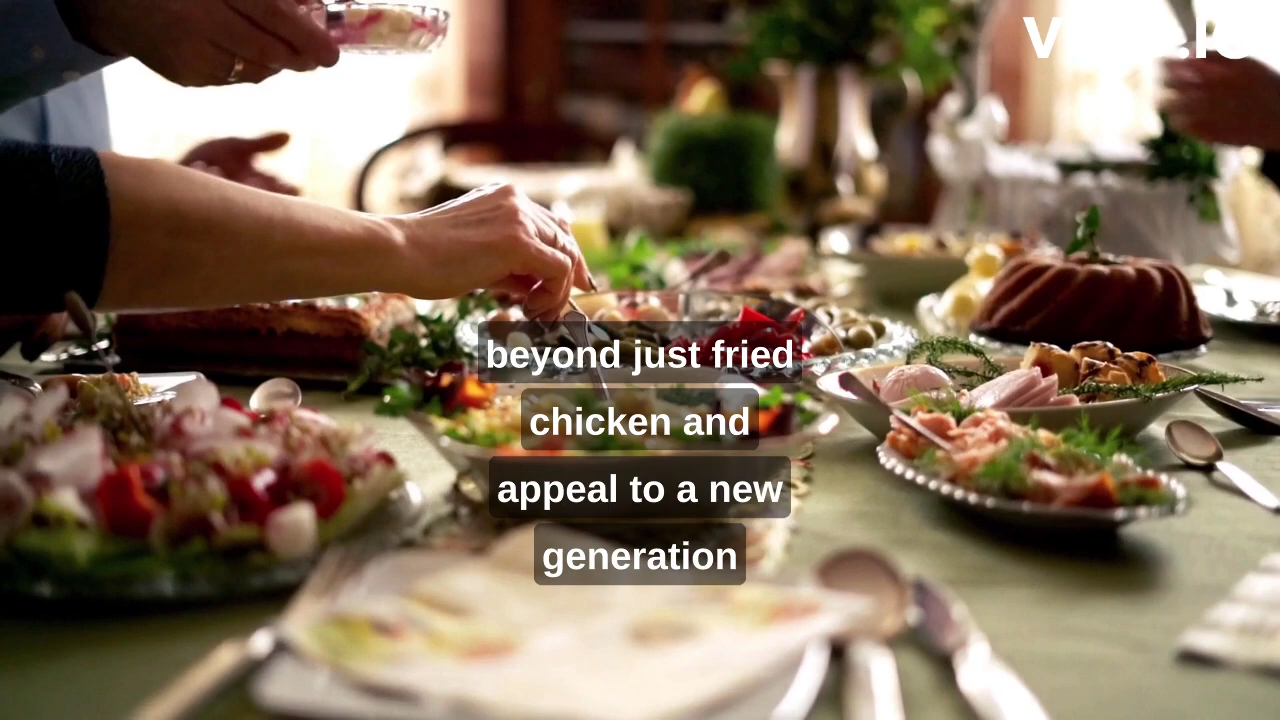 beyond just fried
chicken and
appeal to a new
generation